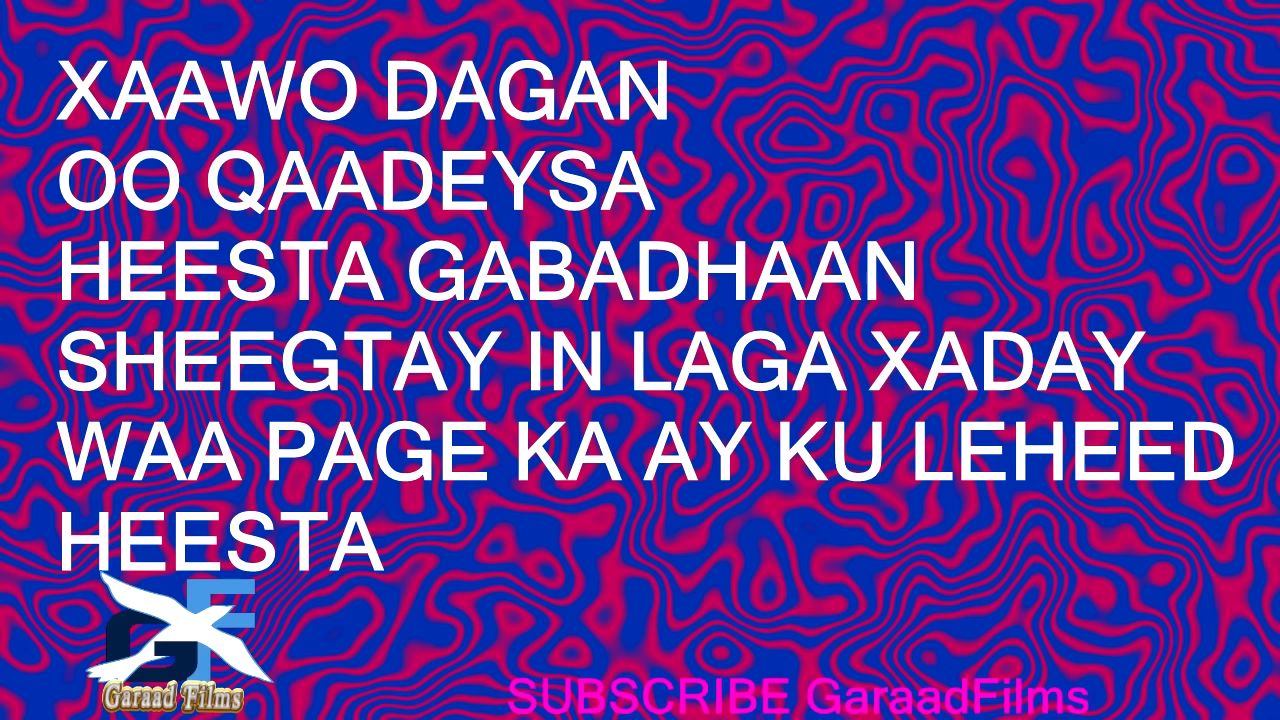 XAAWO DAGAN
OO QAADEYSA
HEESTA GABADHAAN
SHEEGTAY IN LAGA XADAY
WAA PAGE KA AY KU LEHEED
HEESTA
GF
Garaad Films
SUBSCRIBE GaraadFilms